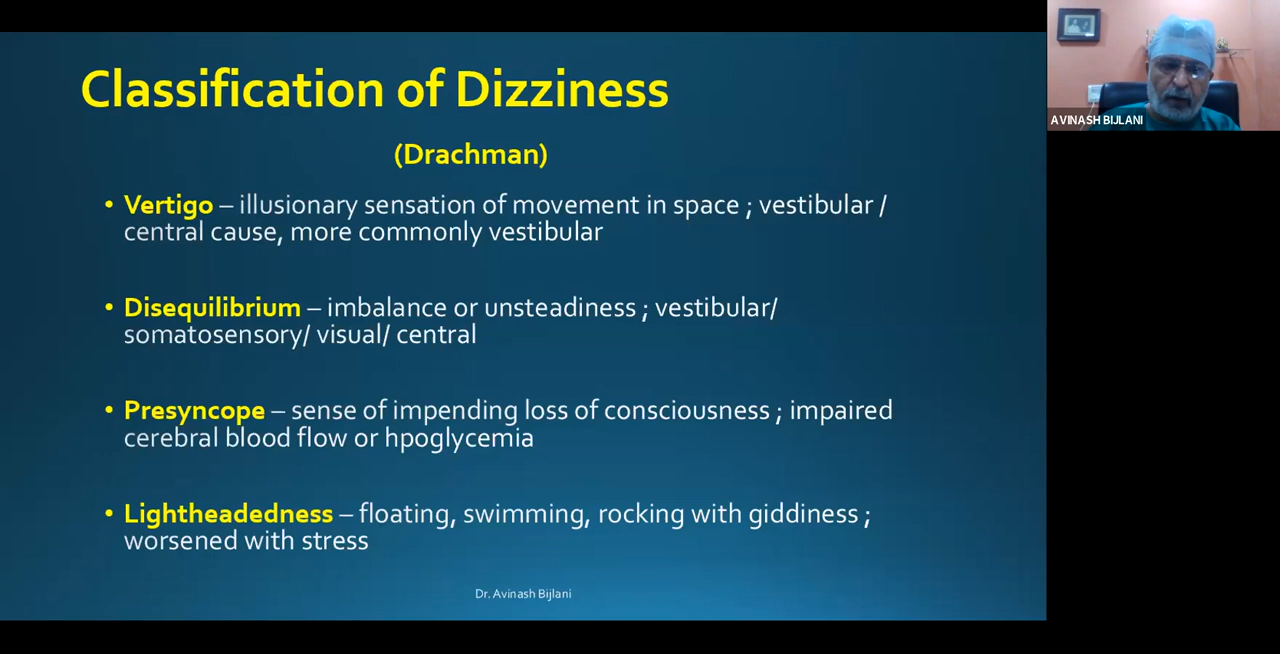 Classification of Dizziness
(Drachman)
• Vertigo – illusionary sensation of movement in space ; vestibular /
central cause, more commonly vestibular
• Disequilibrium – imbalance or unsteadiness ; vestibular/
somatosensory/ visual/ central
• Presyncope – sense of impending loss of consciousness ; impaired
cerebral blood flow or hpoglycemia
• Lightheadedness – floating, swimming, rocking with giddiness ;
worsened with stress
Dr. Avinash Bijlani
AVINASH BIJLANI